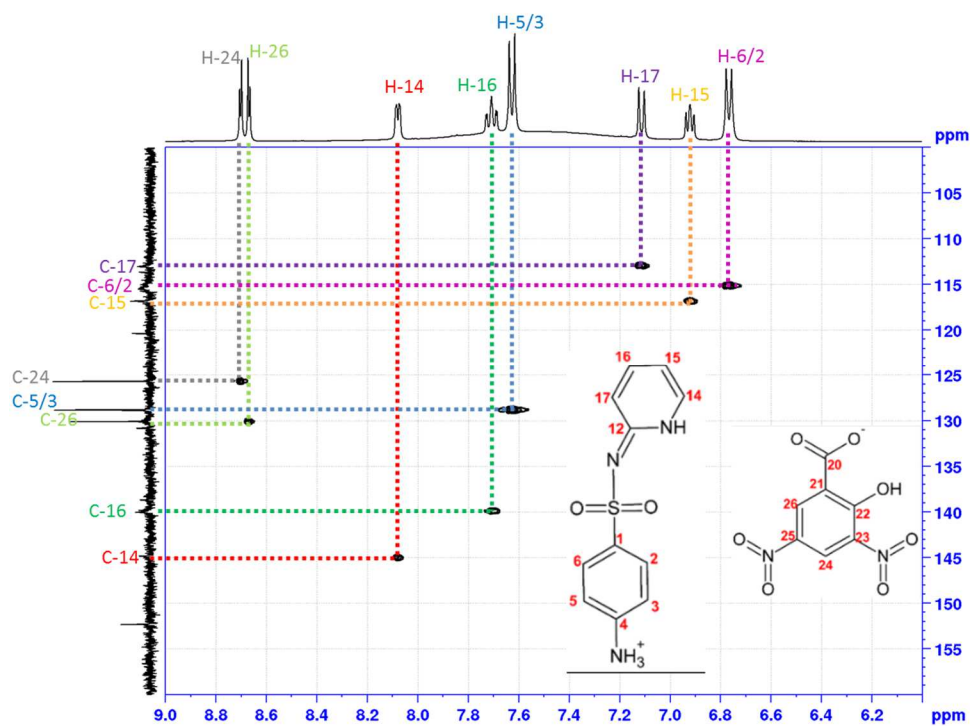 H-24
H-26
H-14
H-16
H-5/3
H-17
H-15
H-6/2
ppm
105
110
115
120
125
130
135
140
145
150
155
ppm
C-17
C-6/2
C-15
C-24
C-5/3
C-26
C-16
C-14
9.0 8.8 8.6 8.4 8.2 8.0 7.8 7.6 7.4 7.2 7.0 6.8 6.6 6.4 6.2
16 15
17 14
12 NH
N
O=S=O
1
6 2
5 3
4
NH3+
O O-
20
21 OH
26 22
25 23
24
O N O
O N O